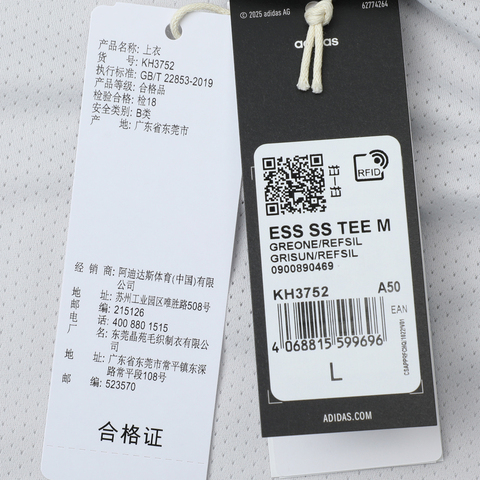 产品名称: 上衣
货 号: KH3752
执行标准: GB/T 22853-2019
产品等级: 合格品
检验合格: 检18
安全类别: B类
产 地: 广东省东莞市
经 销 商: 阿迪达斯体育(中国)有限
公司
地 址: 苏州工业园区唯胜路508号
邮 编: 215126
电 话: 400 880 1515
厂 名: 东莞晶苑毛织制衣有限公
司
地 址: 广东省东莞市常平镇东深
路常平段108号
邮 编: 523570
合格证
© 2025 adidas AG
62774264
adidas
RFID
ESS SS TEE M
GREONE/REFSIL
GRISUN/REFSIL
0900890469
KH3752 A50
EAN
4 068815 599696
L
ADIDAS.COM